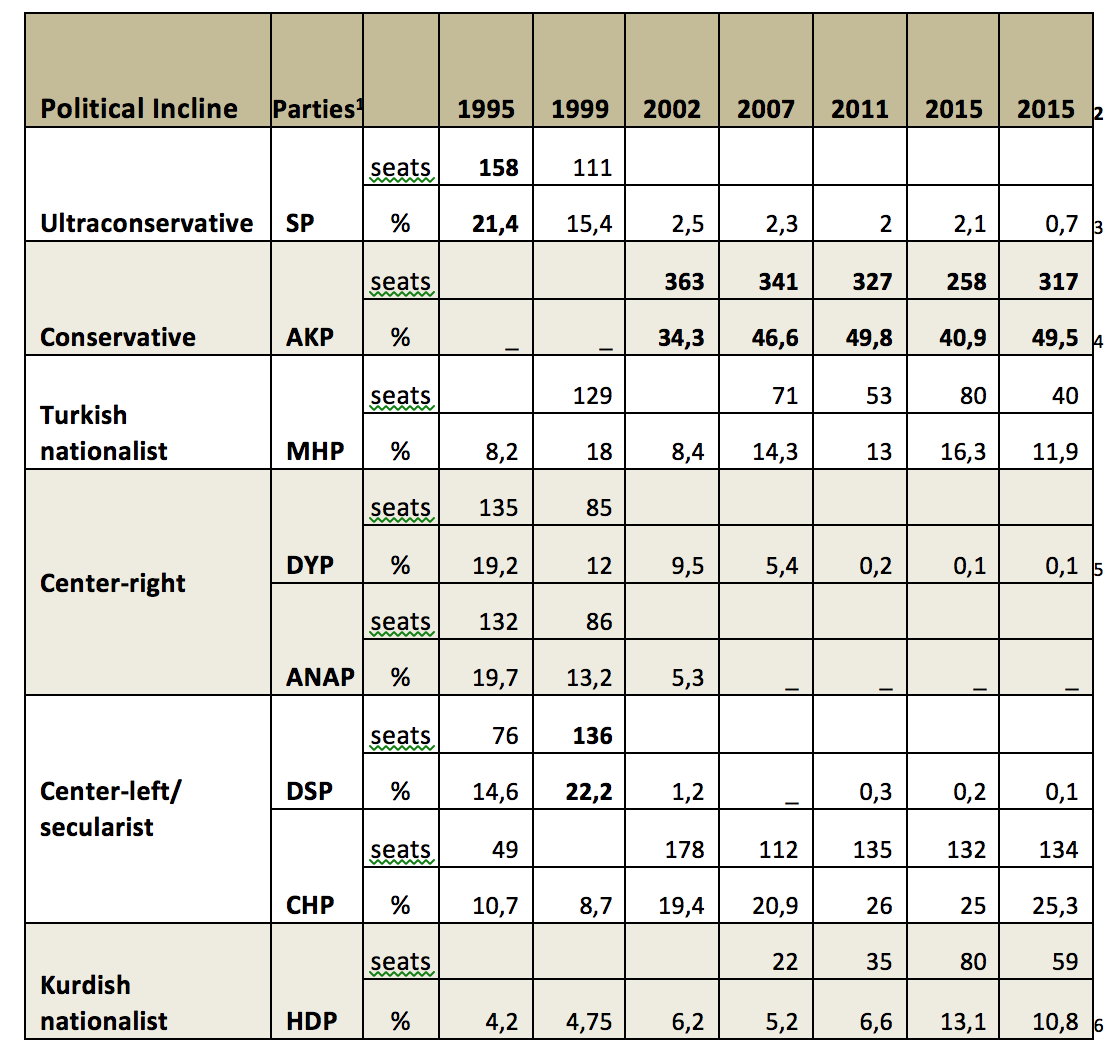 Political Incline Parties¹ 1995 1999 2002 2007 2011 2015 2015 2
seats 158 111
Ultraconservative SP % 21,4 15,4 2,5 2,3 2 2,1 0,7 3
seats 363 341 327 258 317
Conservative AKP % _ _ 34,3 46,6 49,8 40,9 49,5 4
seats 129 71 53 80 40
Turkish
nationalist MHP % 8,2 18 8,4 14,3 13 16,3 11,9
seats 135 85
DYP % 19,2 12 9,5 5,4 0,2 0,1 0,1 5
Center-right
seats 132 86
ANAP % 19,7 13,2 5,3 _ _ _ _
seats 76 136
Center-left/ DSP % 14,6 22,2 1,2 _ 0,3 0,2 0,1
secularist
seats 49 178 112 135 132 134
CHP % 10,7 8,7 19,4 20,9 26 25 25,3
seats 22 35 80 59
Kurdish
nationalist HDP % 4,2 4,75 6,2 5,2 6,6 13,1 10,8 6